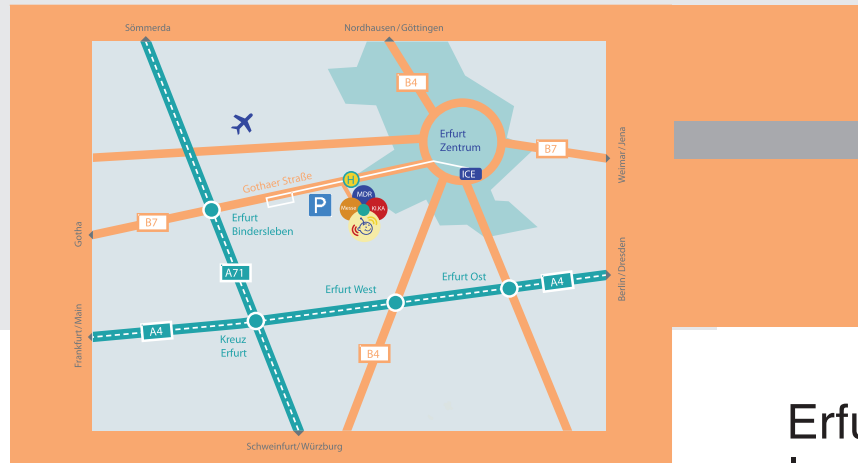 Sömmerda
Nordhausen/Göttingen
B4
Erfurt
Zentrum
B7
Weimar/Jena
ICE
H
Gothaer Straße
MDR
P
Messe
KI.KA
B7
Erfurt
Bindersleben
Gotha
A71
Erfurt Ost
A4
Berlin/Dresden
Erfurt West
A4
Frankfurt/Main
Kreuz
Erfurt
B4
Schweinfurt/Würzburg
Erfu